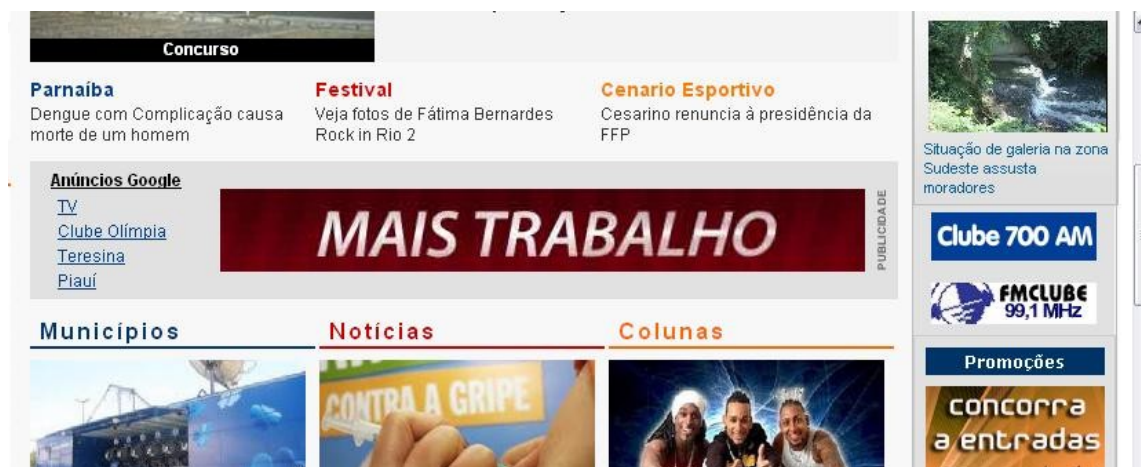 Concurso
Parnaíba
Dengue com Complicação causa
morte de um homem
Festival
Veja fotos de Fátima Bernardes
Rock in Rio 2
Cenario Esportivo
Cesarino renuncia à presidência da
FFP
Situação de galeria na zona
Sudeste assusta
moradores
Anúncios Google
TV
Clube Olímpia
Teresina
Piauí
MAIS TRABALHO
PUBLICIDADE
Clube 700 AM
FMCLUBE
99,1 MHz
Municípios
Notícias
Colunas
Promoções
CONTRA A GRIPE
concorra
a entradas